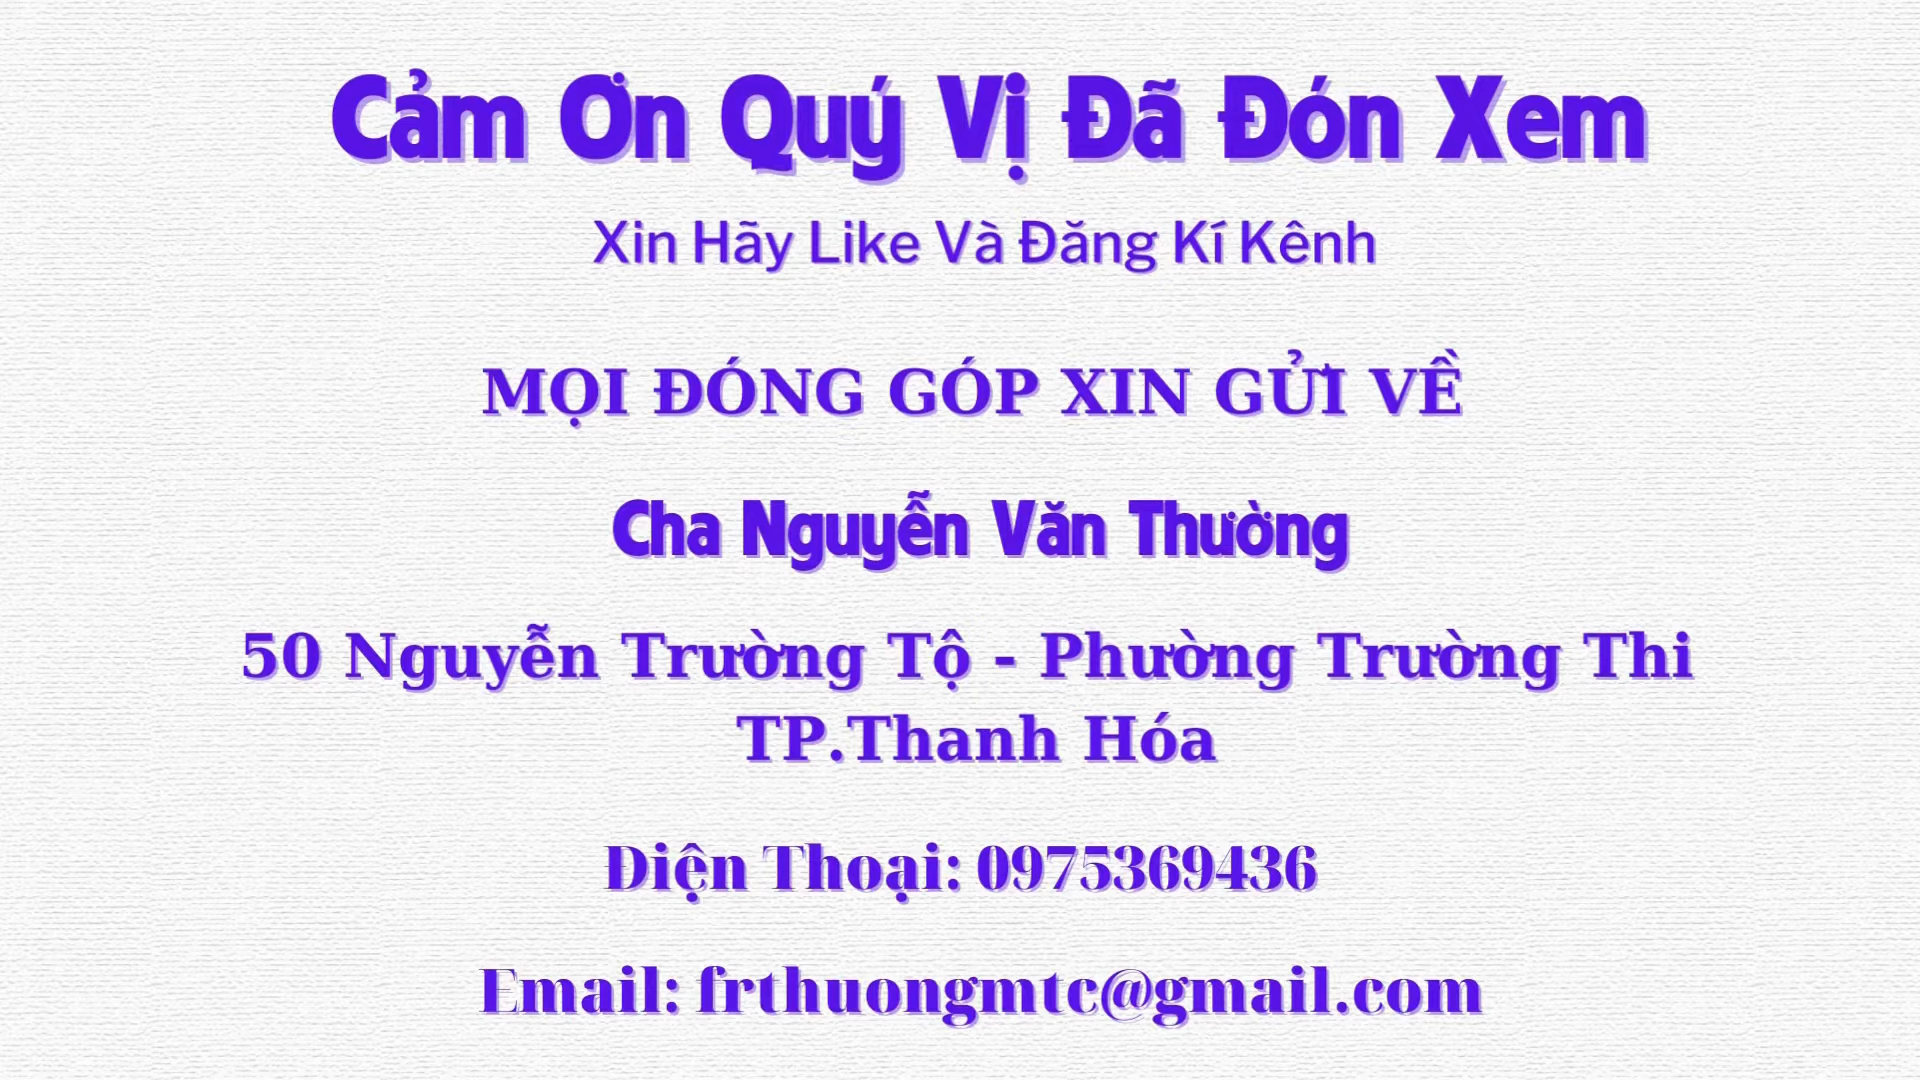 Cảm Ơn Quý Vị Đã Đón Xem
Xin Hãy Like Và Đăng Kí Kênh
MỌI ĐÓNG GÓP XIN GỬI VỀ
Cha Nguyễn Văn Thường
50 Nguyễn Trường Tộ - Phường Trường Thi
TP.Thanh Hóa
Điện Thoại: 0975369436
Email: frthuongmtc@gmail.com